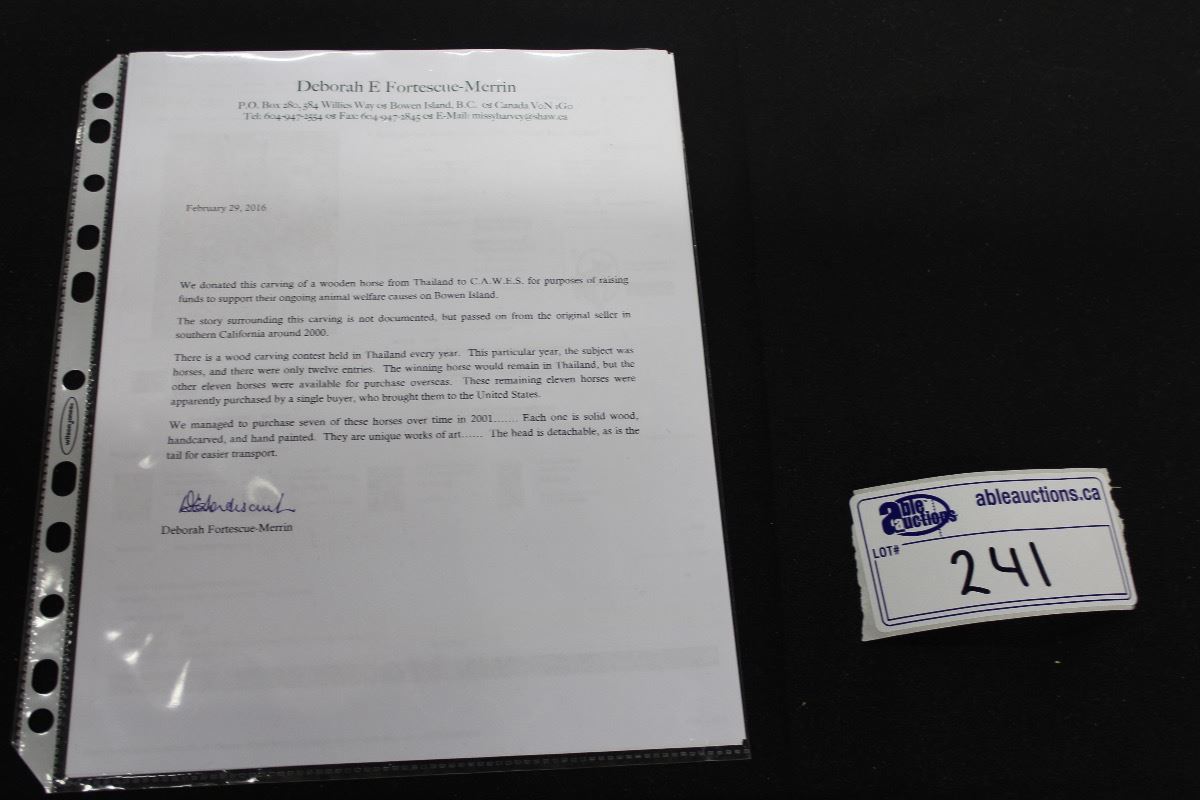 Deborah E Fortescue-Merrin
P.O. Box 280, 384 Willies Way os Bowen Island, B.C. os Canada V0N 1G0
Tel: 604-947-2554 os Fax: 604-947-2845 os E-Mail: missyharvey@shaw.ca
February 29, 2016
We donated this carving of a wooden horse from Thailand to C.A.W.E.S. for purposes of raising
funds to support their ongoing animal welfare causes on Bowen Island.
The story surrounding this carving is not documented, but passed on from the original seller in
southern California around 2000.
There is a wood carving contest held in Thailand every year. This particular year, the subject was
horses, and there were only twelve entries. The winning horse would remain in Thailand, but the
other eleven horses were available for purchase overseas. These remaining eleven horses were
apparently purchased by a single buyer, who brought them to the United States.
We managed to purchase seven of these horses over time in 2001……. Each one is solid wood,
handcarved, and hand painted. They are unique works of art…… The head is detachable, as is the
tail for easier transport.
Deborah Fortescue-Merrin
wilson jones
able auctions
ableauctions.ca
LOT#
241